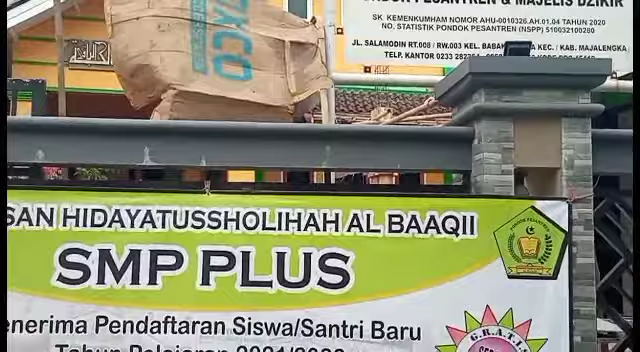 PESANTREN & MAJELIS DZIKIR
SK. KEMENKUMHAM NOMOR AHU-0010326.AH.01.04 TAHUN 2020
NO. STATISTIK PONDOK PESANTREN (NSPP) : 510032100280
JL. SALAMODIN RT.008 / RW.003 KEL. KEC. / KAB. MAJALENGKA
TELP. KANTOR 0233
SAN HIDAYATUSSHOLIHAH AL BAAQII
SMP PLUS
PONDOK PESANTREN
enerima Pendaftaran Siswa/Santri Baru
Tahun Pelajaran
G.R.A.T.I.S